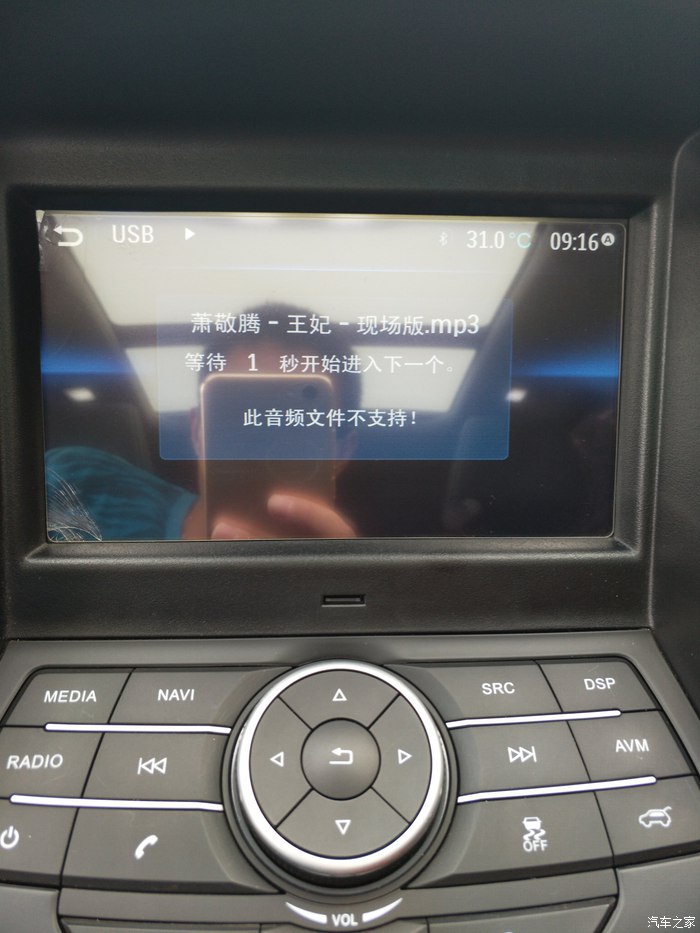 USB 31.0°C 09:16 A
萧敬腾 - 王妃 - 现场版.mp3
等待 1 秒开始进入下一个。
此音频文件不支持!
MEDIA NAVI SRC DSP
RADIO AVM
OFF
VOL
汽车之家